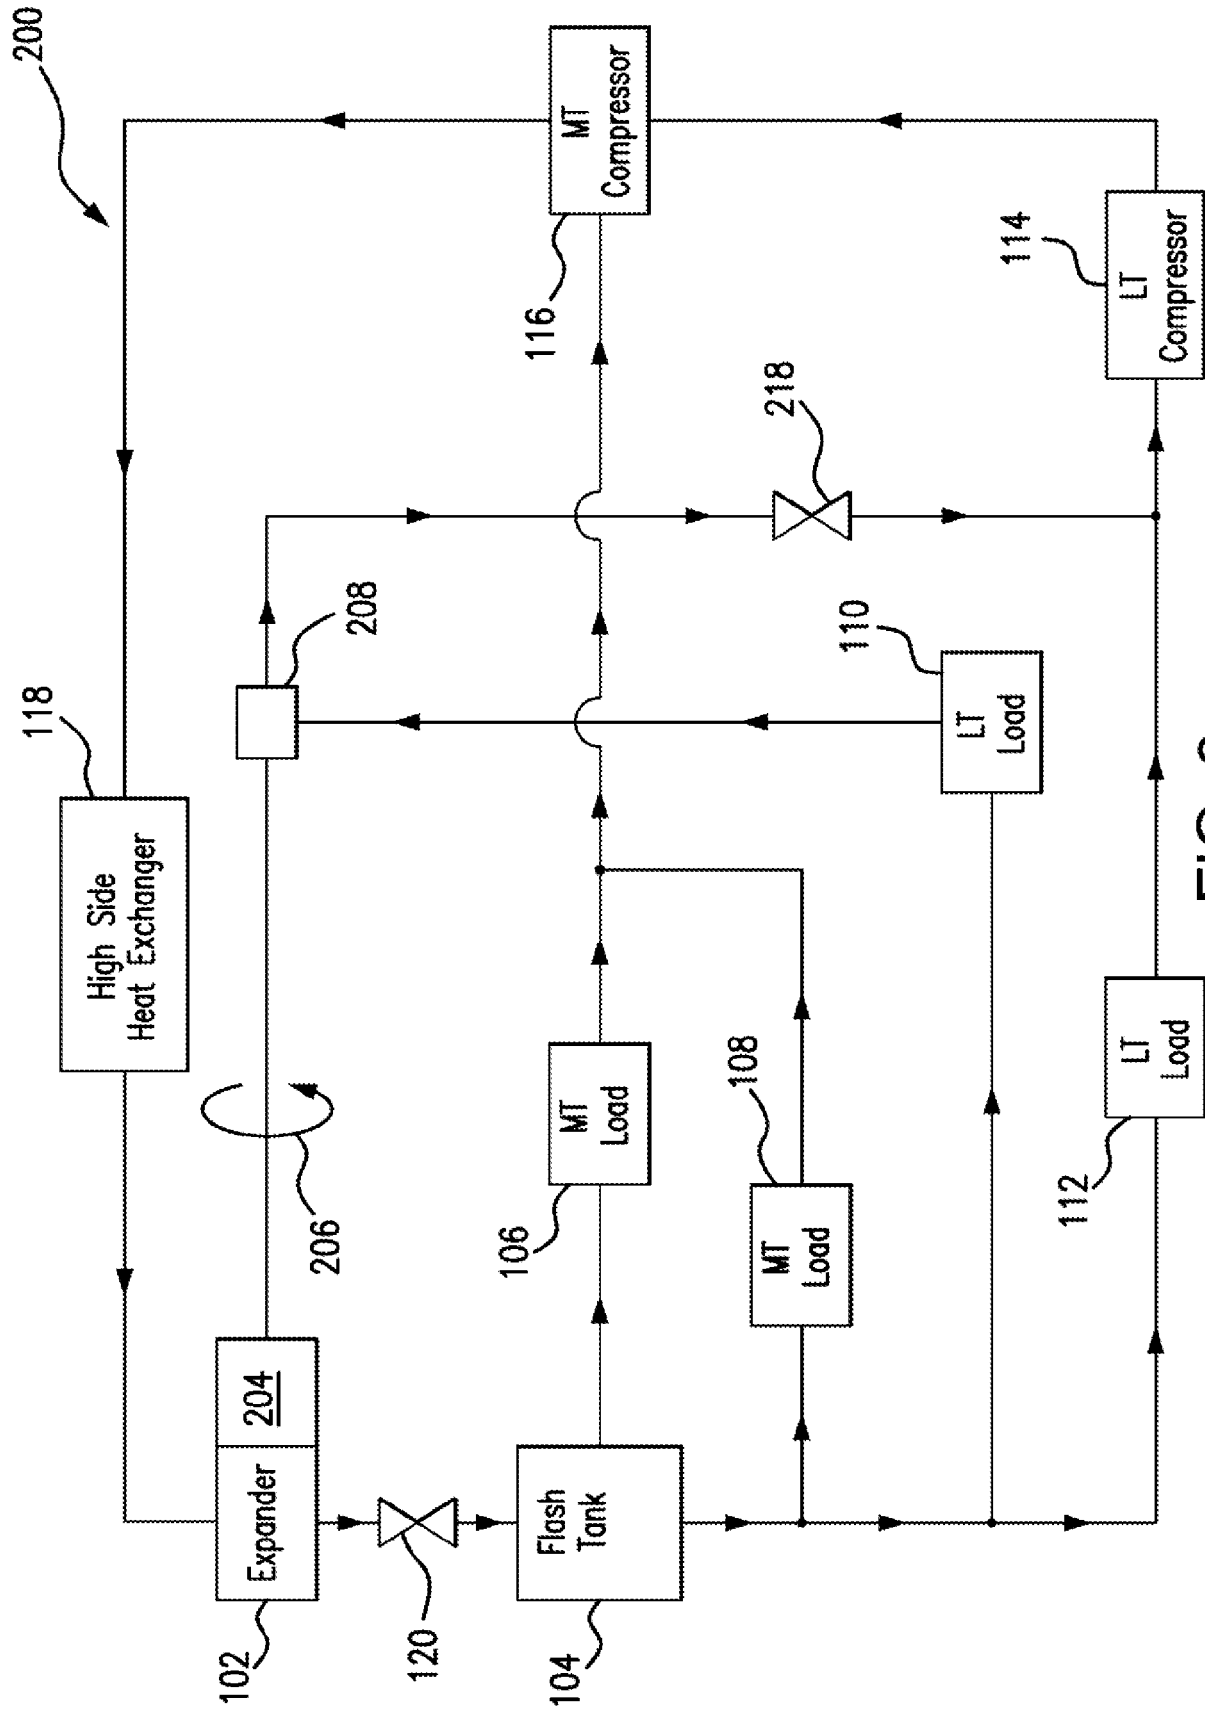 200
118
High Side
Heat Exchanger
102
Expander
204
206
208
120
104
Flash
Tank
106
MT
Load
116
MT
Compressor
108
MT
Load
218
110
LT
Load
112
LT
Load
114
LT
Compressor
FIG.